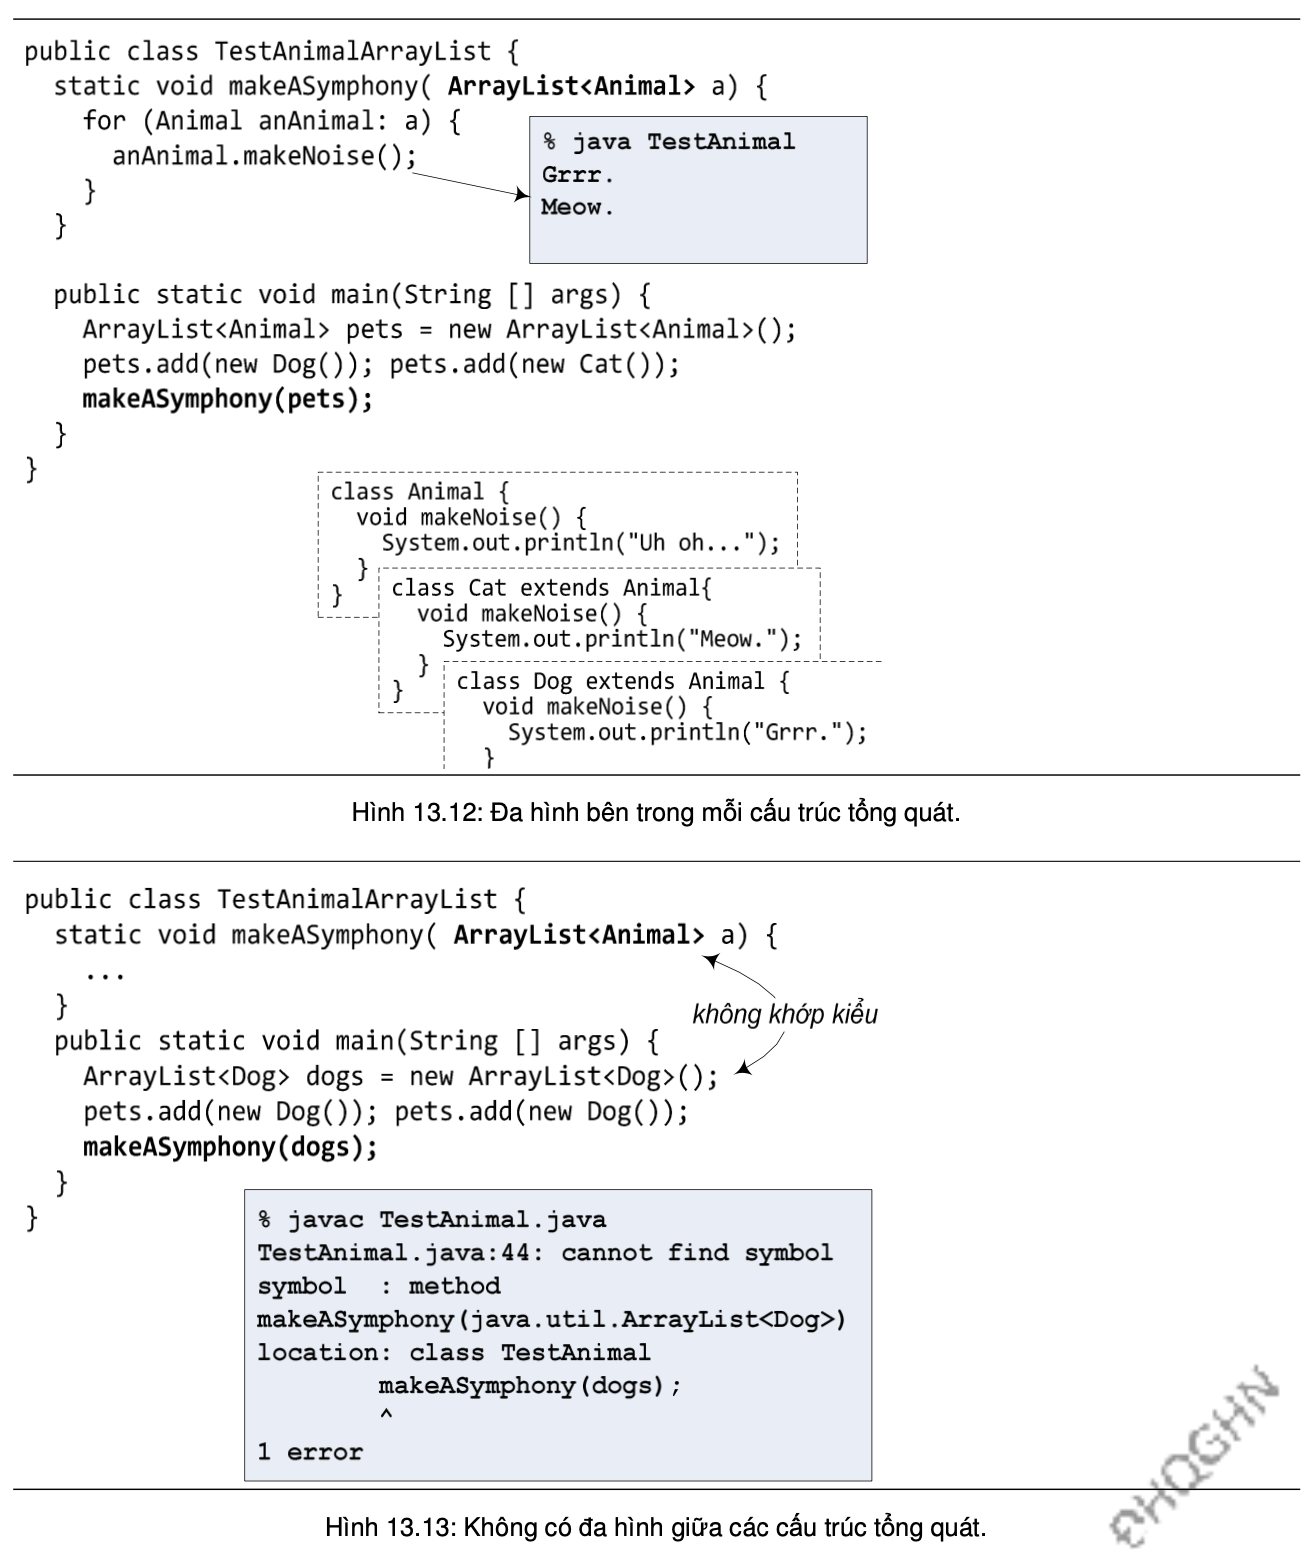 public class TestAnimalArrayList {
static void makeASymphony( ArrayList<Animal> a) {
for (Animal anAnimal: a) {
anAnimal.makeNoise();
}
}
% java TestAnimal
Grrr.
Meow.
public static void main(String [] args) {
ArrayList<Animal> pets = new ArrayList<Animal>();
pets.add(new Dog()); pets.add(new Cat());
makeASymphony(pets);
}
}
class Animal {
void makeNoise() {
System.out.println("Uh oh...");
}
}
class Cat extends Animal{
void makeNoise() {
System.out.println("Meow.");
}
}
class Dog extends Animal {
void makeNoise() {
System.out.println("Grrr.");
}
Hình 13.12: Đa hình bên trong mỗi cấu trúc tổng quát.
public class TestAnimalArrayList {
static void makeASymphony( ArrayList<Animal> a) {
...
}
không khớp kiểu
public static void main(String [] args) {
ArrayList<Dog> dogs = new ArrayList<Dog>();
pets.add(new Dog()); pets.add(new Dog());
makeASymphony(dogs);
}
}
% javac TestAnimal.java
TestAnimal.java:44: cannot find symbol
symbol  : method
makeASymphony(java.util.ArrayList<Dog>)
location: class TestAnimal
makeASymphony(dogs);
^
1 error
ĐHQGHN
Hình 13.13: Không có đa hình giữa các cấu trúc tổng quát.